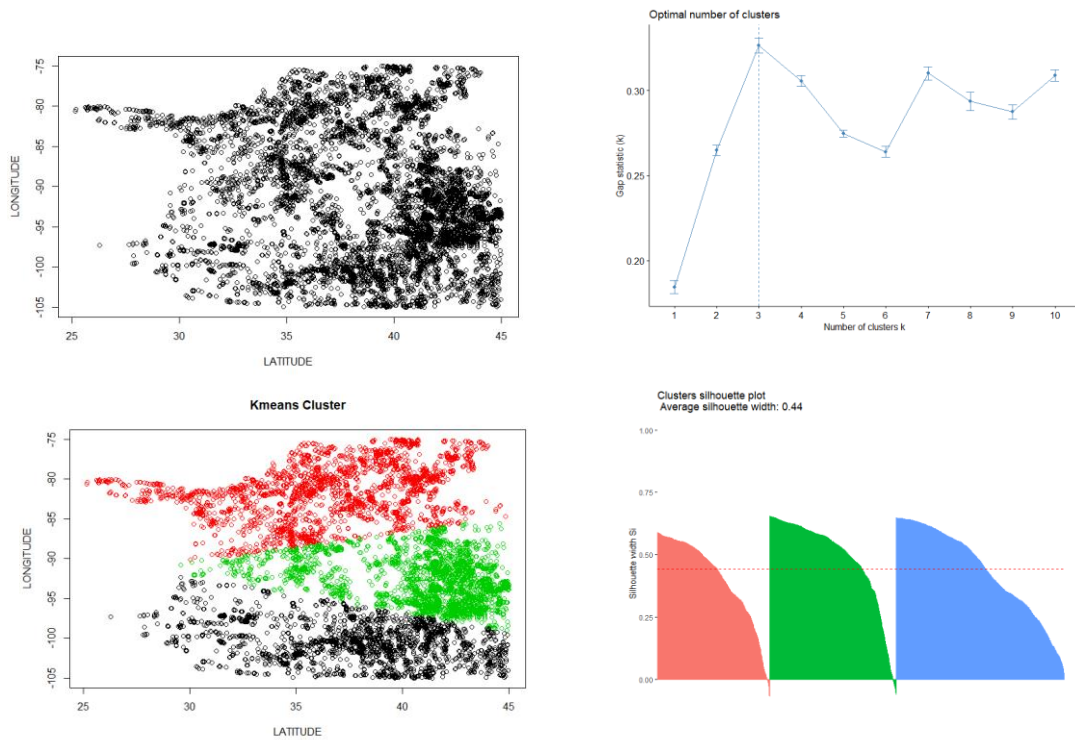 LONGITUDE
-75
-80
-85
-90
-95
-100
-105
25 30 35 40 45
LATITUDE
Optimal number of clusters
Gap statistic (k)
0.30
0.25
0.20
1 2 3 4 5 6 7 8 9 10
Number of clusters k
Kmeans Cluster
LONGITUDE
-75
-80
-85
-90
-95
-100
-105
25 30 35 40 45
LATITUDE
Clusters silhouette plot
Average silhouette width: 0.44
Silhouette width Si
1.00
0.75
0.50
0.25
0.00